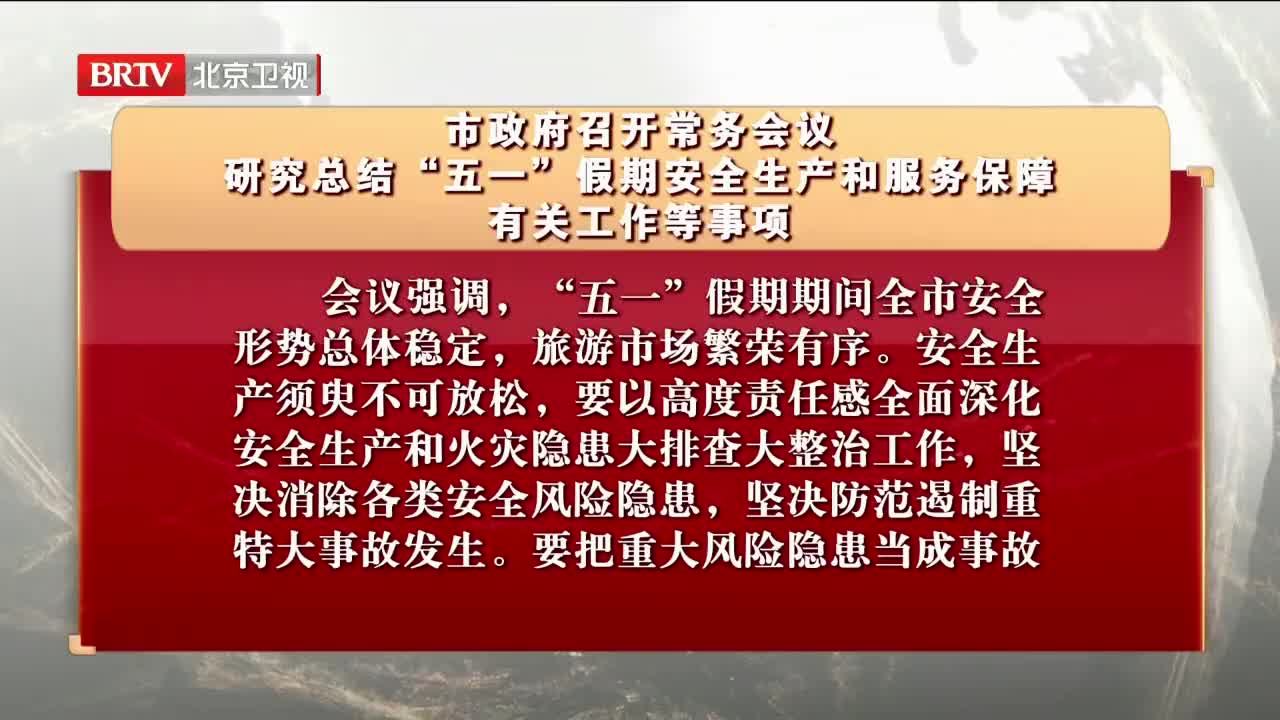 BRTV 北京卫视
市政府召开常务会议
研究总结“五一”假期安全生产和服务保障
有关工作等事项
会议强调，“五一”假期期间全市安全
形势总体稳定，旅游市场繁荣有序。安全生
产须臾不可放松，要以高度责任感全面深化
安全生产和火灾隐患大排查大整治工作，坚
决消除各类安全风险隐患，坚决防范遏制重
特大事故发生。要把重大风险隐患当成事故